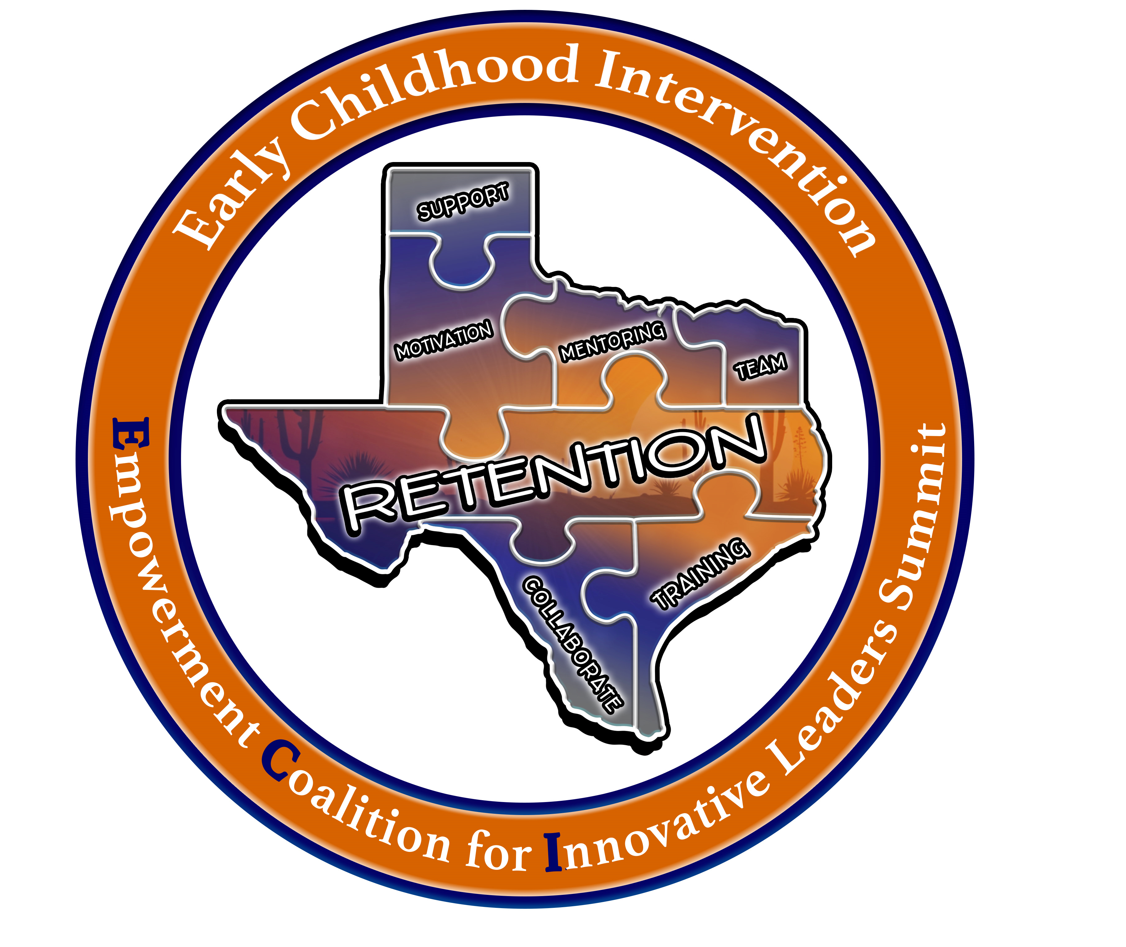 Early Childhood Intervention
SUPPORT
MOTIVATION
MENTORING
TEAM
RETENTION
COLLABORATE
TRAINING
Empowerment Coalition for Innovative Leaders Summit